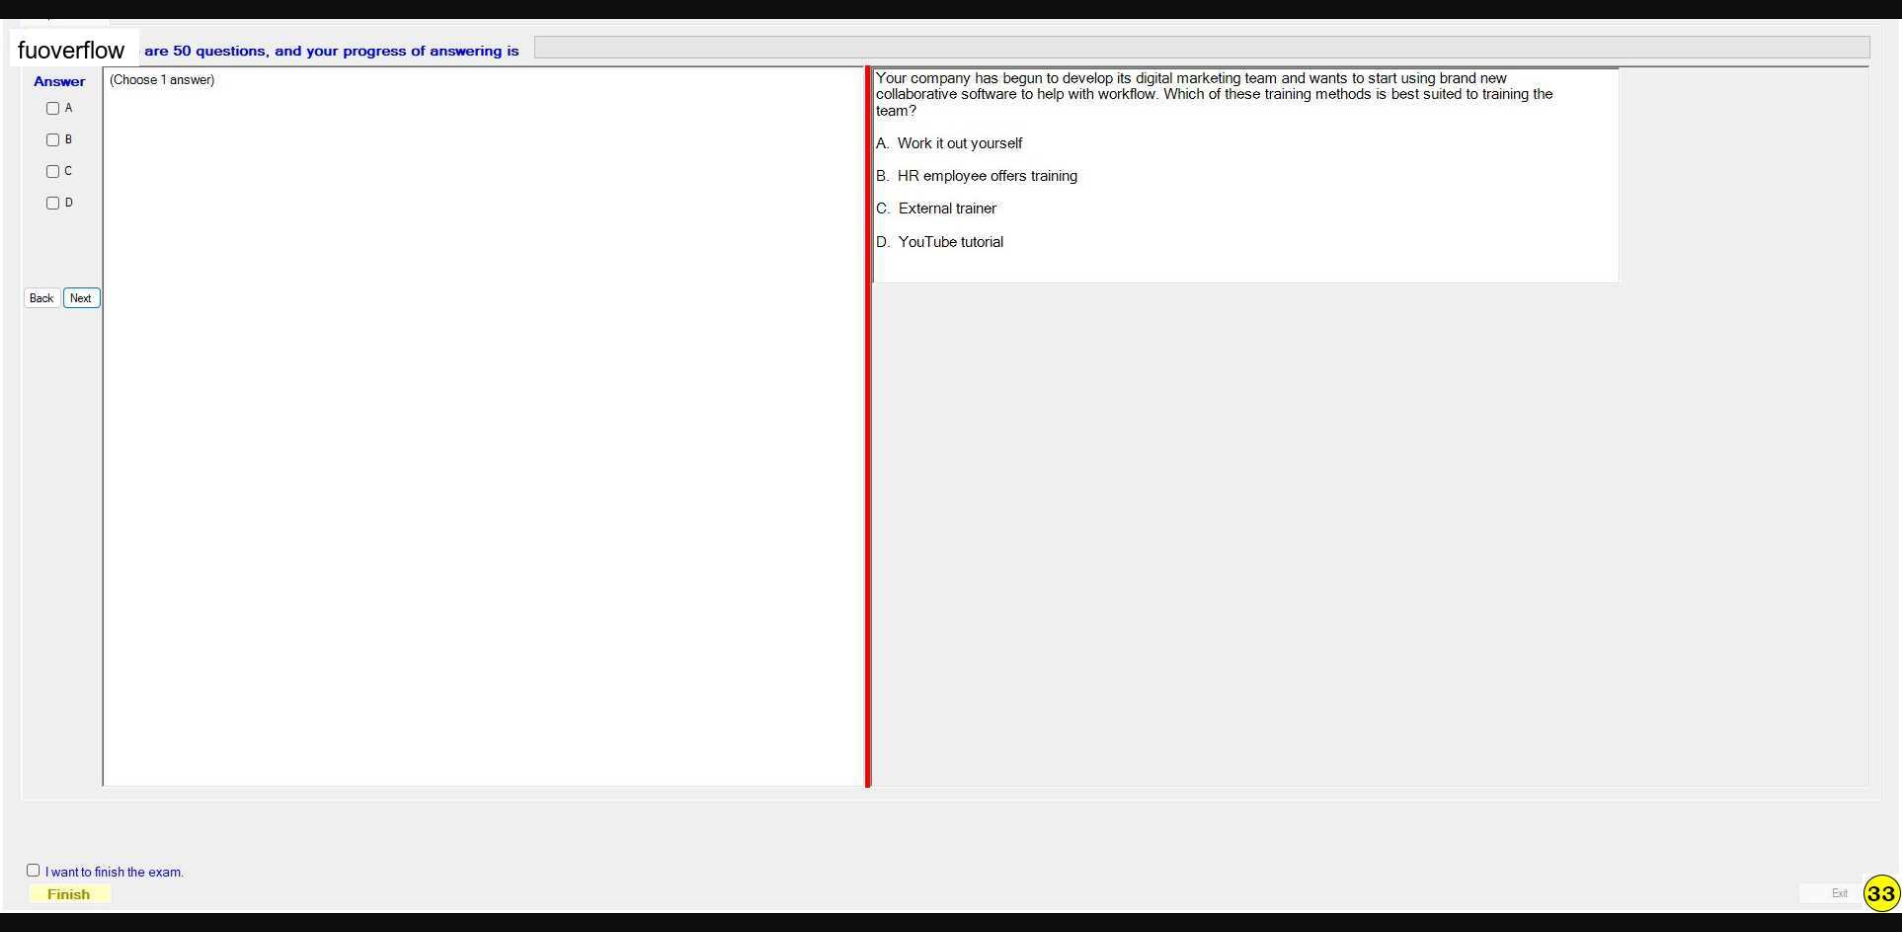 fuoverflow are 50 questions, and your progress of answering is
Answer
(Choose 1 answer)
A
B
C
D
Back Next
Your company has begun to develop its digital marketing team and wants to start using brand new
collaborative software to help with workflow. Which of these training methods is best suited to training the
team?
A. Work it out yourself
B. HR employee offers training
C. External trainer
D. YouTube tutorial
I want to finish the exam.
Finish
Exit
33